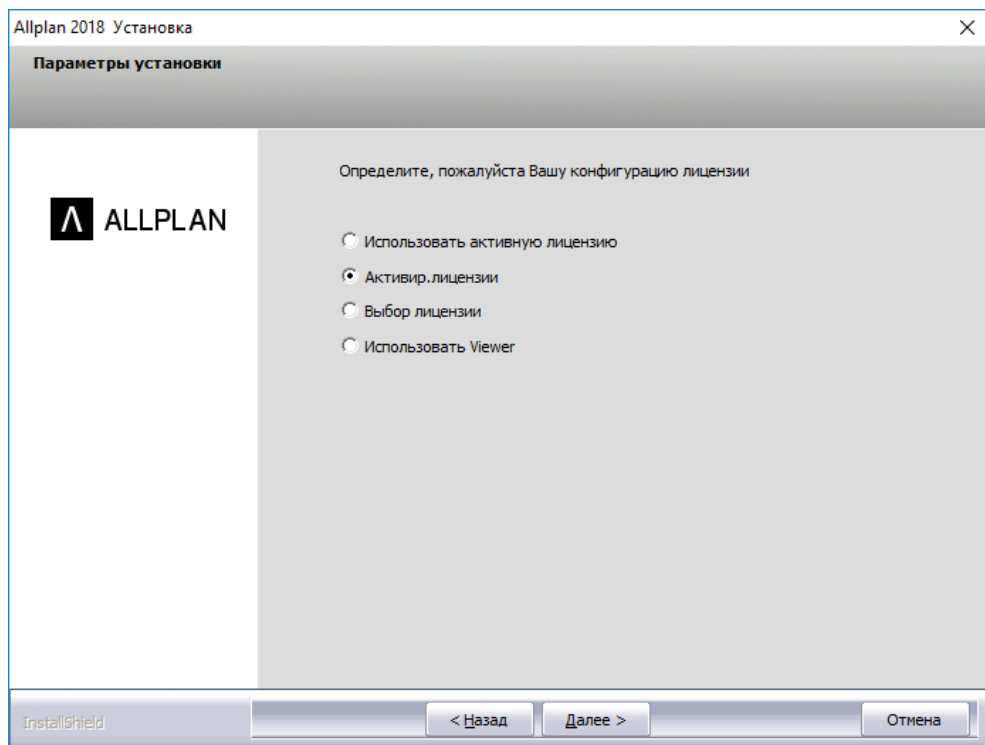 Allplan 2018 Установка
Параметры установки
ALLPLAN
Определите, пожалуйста Вашу конфигурацию лицензии
Использовать активную лицензию
Активир.лицензии
Выбор лицензии
Использовать Viewer
InstallShield
< Назад
Далее >
Отмена